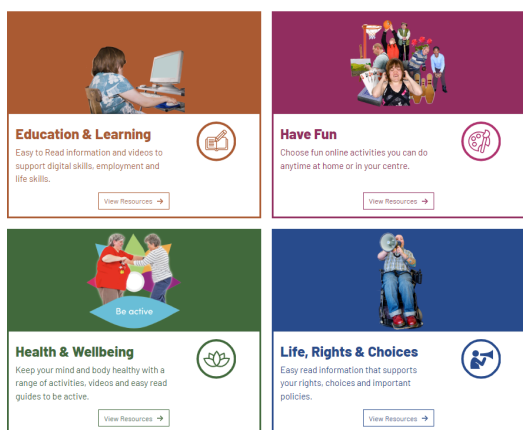 Education & Learning
Easy to Read information and videos to
support digital skills, employment and
life skills.
View Resources →
Have Fun
Choose fun online activities you can do
anytime at home or in your centre.
View Resources →
Be active
Health & Wellbeing
Keep your mind and body healthy with a
range of activities, videos and easy read
guides to be active.
View Resources →
Life, Rights & Choices
Easy read information that supports
your rights, choices and important
policies.
View Resources →